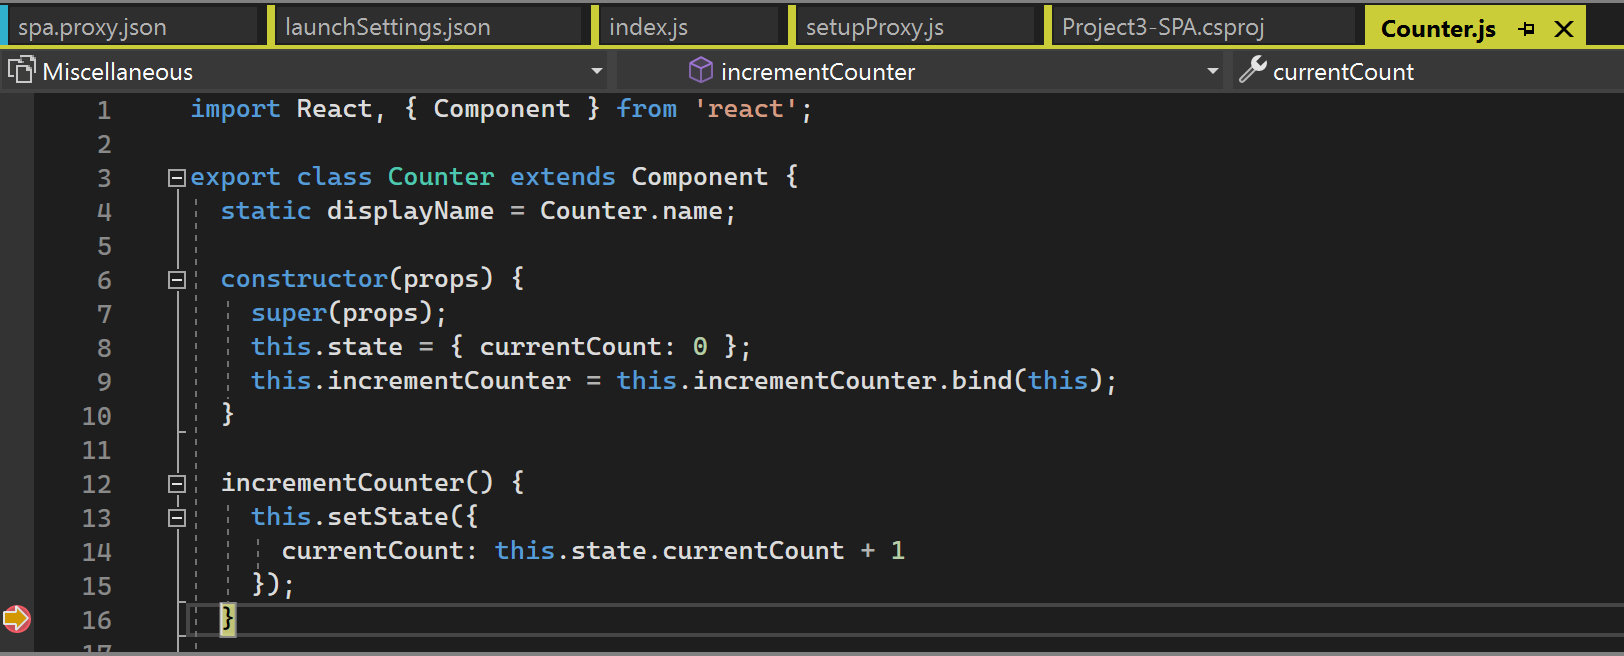 spa.proxy.json launchSettings.json index.js setupProxy.js Project3-SPA.csproj Counter.js
Miscellaneous incrementCounter currentCount
1 import React, { Component } from 'react';
2
3 export class Counter extends Component {
4 static displayName = Counter.name;
5
6 constructor(props) {
7 super(props);
8 this.state = { currentCount: 0 };
9 this.incrementCounter = this.incrementCounter.bind(this);
10 }
11
12 incrementCounter() {
13 this.setState({
14 currentCount: this.state.currentCount + 1
15 });
16 }
17